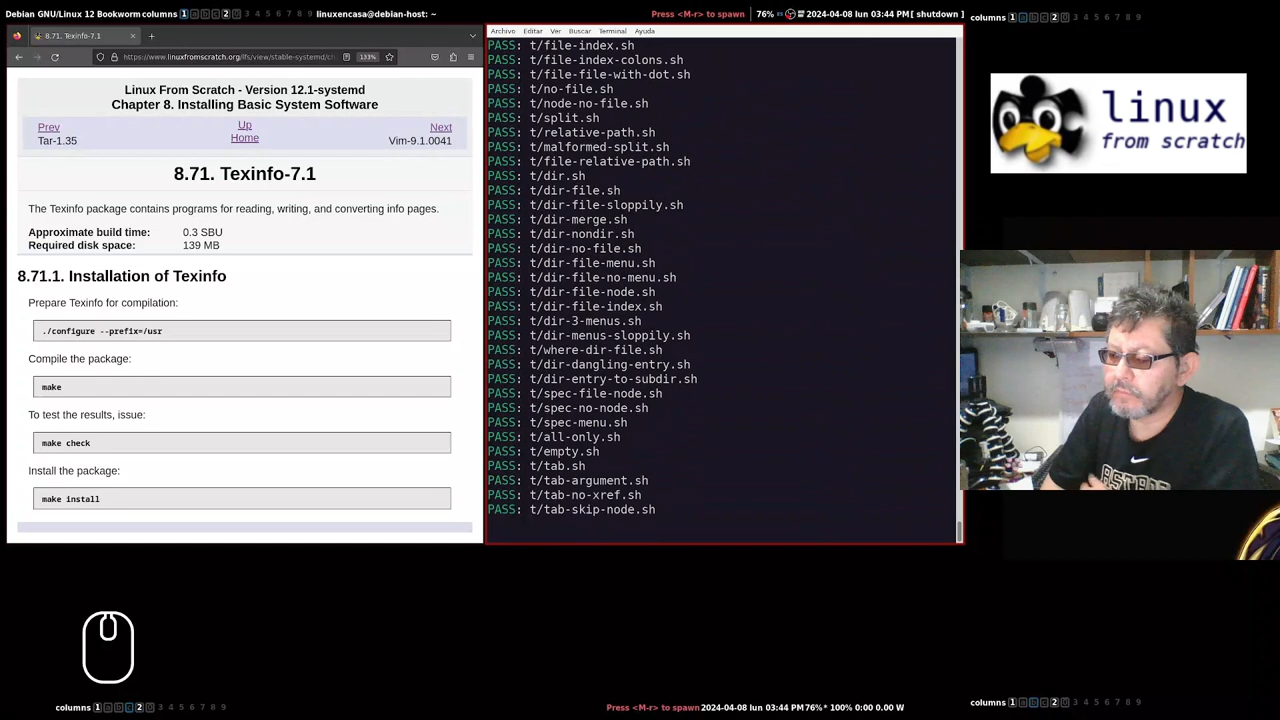 Debian GNU/Linux 12 Bookworm columns 1 a b c 2 0 3 4 5 6 7 8 9 linuxencasa@debian-host: ~
Press <M-r> to spawn 76% 2024-04-08 lun 03:44 PM [ shutdown ]
columns 1 a b c 2 0 3 4 5 6 7 8 9
8.71. Texinfo-7.1
https://www.linuxfromscratch.org/lfs/view/stable-systemd/ch
133%
Linux From Scratch - Version 12.1-systemd
Chapter 8. Installing Basic System Software
Prev Up Next
Tar-1.35 Home Vim-9.1.0041
8.71. Texinfo-7.1
The Texinfo package contains programs for reading, writing, and converting info pages.
Approximate build time: 0.3 SBU
Required disk space: 139 MB
8.71.1. Installation of Texinfo
Prepare Texinfo for compilation:
./configure --prefix=/usr
Compile the package:
make
To test the results, issue:
make check
Install the package:
make install
Archivo Editar Ver Buscar Terminal Ayuda
PASS: t/file-index.sh
PASS: t/file-index-colons.sh
PASS: t/file-file-with-dot.sh
PASS: t/no-file.sh
PASS: t/node-no-file.sh
PASS: t/split.sh
PASS: t/relative-path.sh
PASS: t/malformed-split.sh
PASS: t/file-relative-path.sh
PASS: t/dir.sh
PASS: t/dir-file.sh
PASS: t/dir-file-sloppily.sh
PASS: t/dir-merge.sh
PASS: t/dir-nondir.sh
PASS: t/dir-no-file.sh
PASS: t/dir-file-menu.sh
PASS: t/dir-file-no-menu.sh
PASS: t/dir-file-node.sh
PASS: t/dir-file-index.sh
PASS: t/dir-3-menus.sh
PASS: t/dir-menus-sloppily.sh
PASS: t/where-dir-file.sh
PASS: t/dir-dangling-entry.sh
PASS: t/dir-entry-to-subdir.sh
PASS: t/spec-file-node.sh
PASS: t/spec-no-node.sh
PASS: t/spec-menu.sh
PASS: t/all-only.sh
PASS: t/empty.sh
PASS: t/tab.sh
PASS: t/tab-argument.sh
PASS: t/tab-no-xref.sh
PASS: t/tab-skip-node.sh
linux
from scratch
columns 1 a b c 2 0 3 4 5 6 7 8 9
Press <M-r> to spawn 2024-04-08 lun 03:44 PM 76%* 100% 0:00 0.00 W
columns 1 a b c 2 0 3 4 5 6 7 8 9